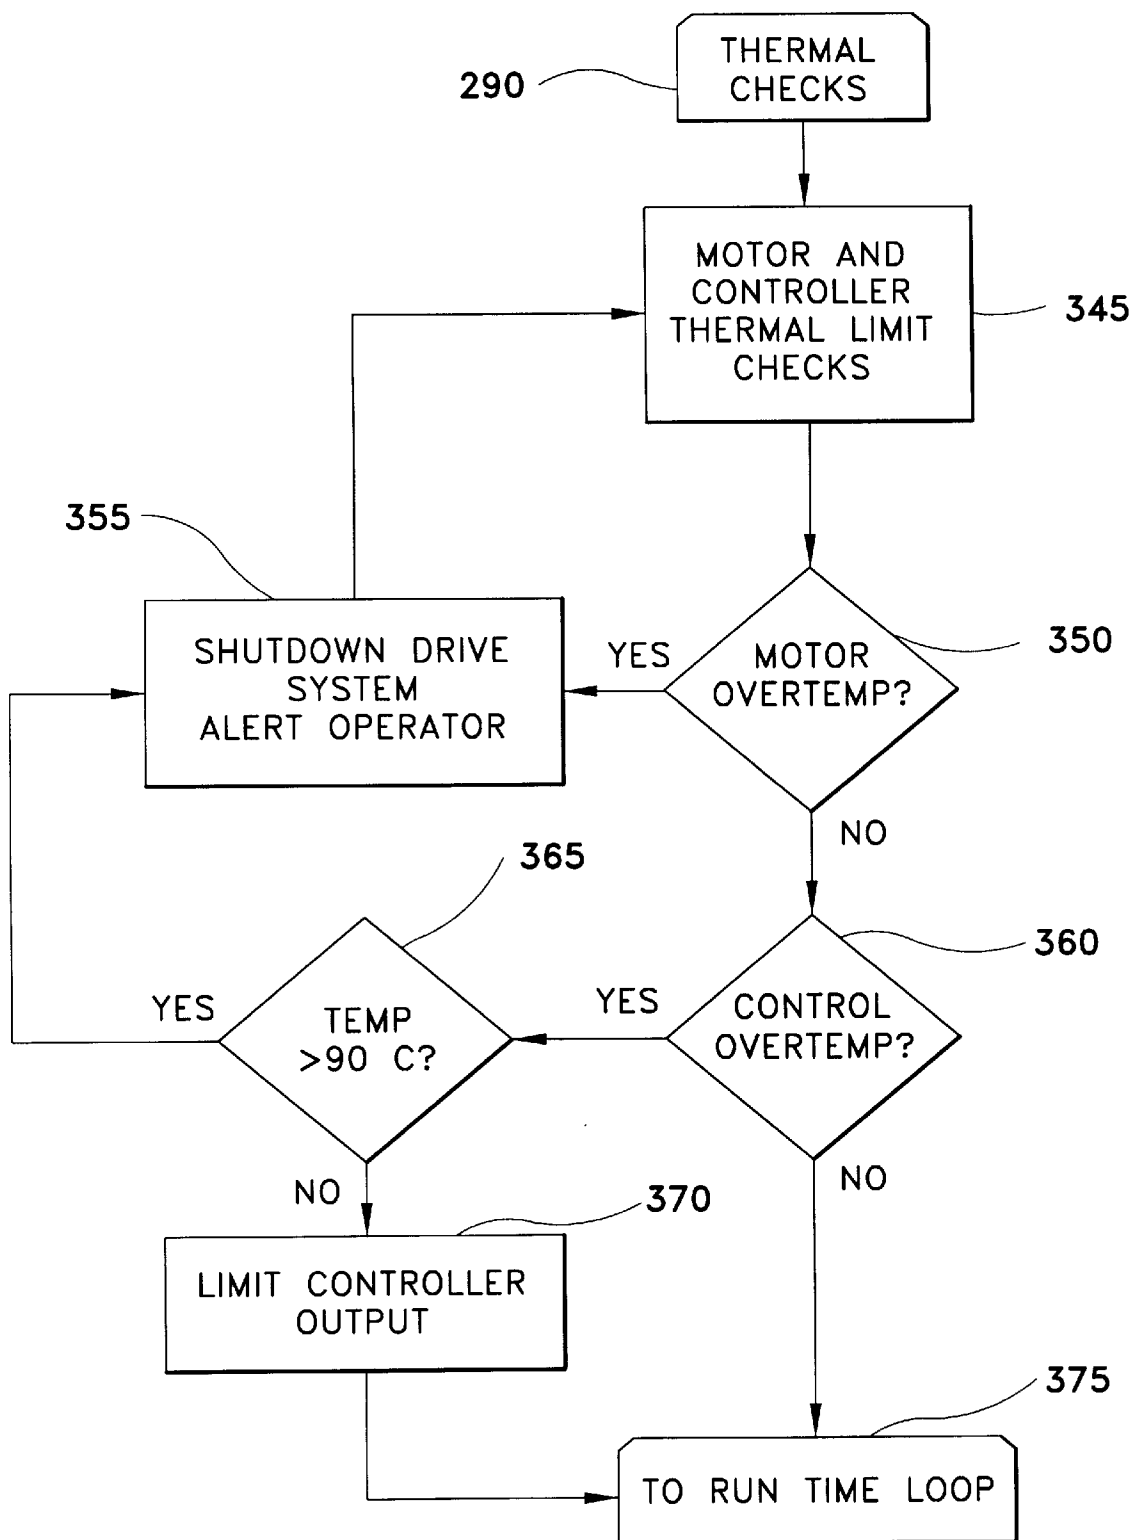 THERMAL
CHECKS
290
MOTOR AND
CONTROLLER
THERMAL LIMIT
CHECKS
345
355
SHUTDOWN DRIVE
SYSTEM
ALERT OPERATOR
YES
MOTOR
OVERTEMP?
350
NO
365
360
YES
TEMP
>90 C?
YES
CONTROL
OVERTEMP?
NO
NO
370
LIMIT CONTROLLER
OUTPUT
375
TO RUN TIME LOOP